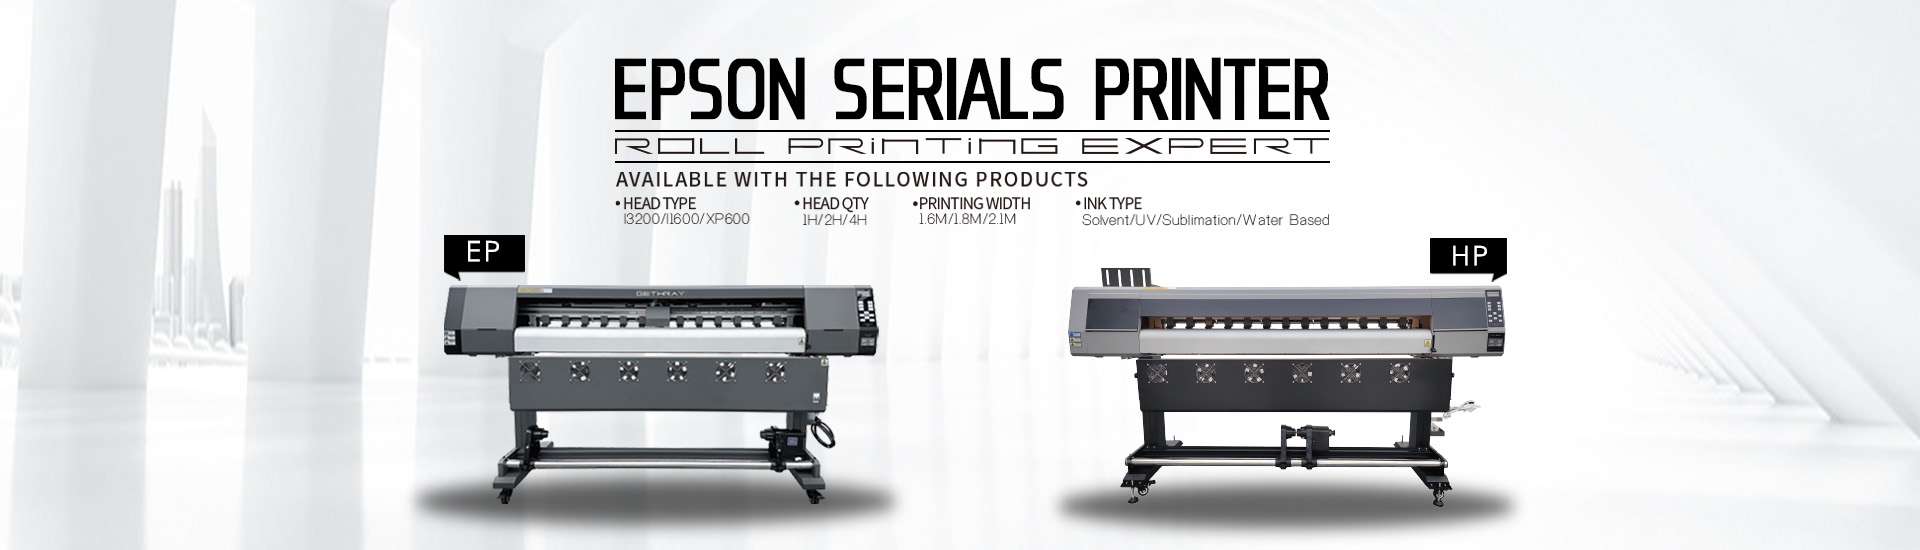 EPSON SERIALS PRINTER
ROLL PRiNTiNG EXPERT
AVAILABLE WITH THE FOLLOWING PRODUCTS
• HEAD TYPE
I3200/I1600/XP600
• HEAD QTY
1H/2H/4H
• PRINTING WIDTH
1.6M/1.8M/2.1M
• INK TYPE
Solvent/UV/Sublimation/Water Based
EP
HP
GETHRAY